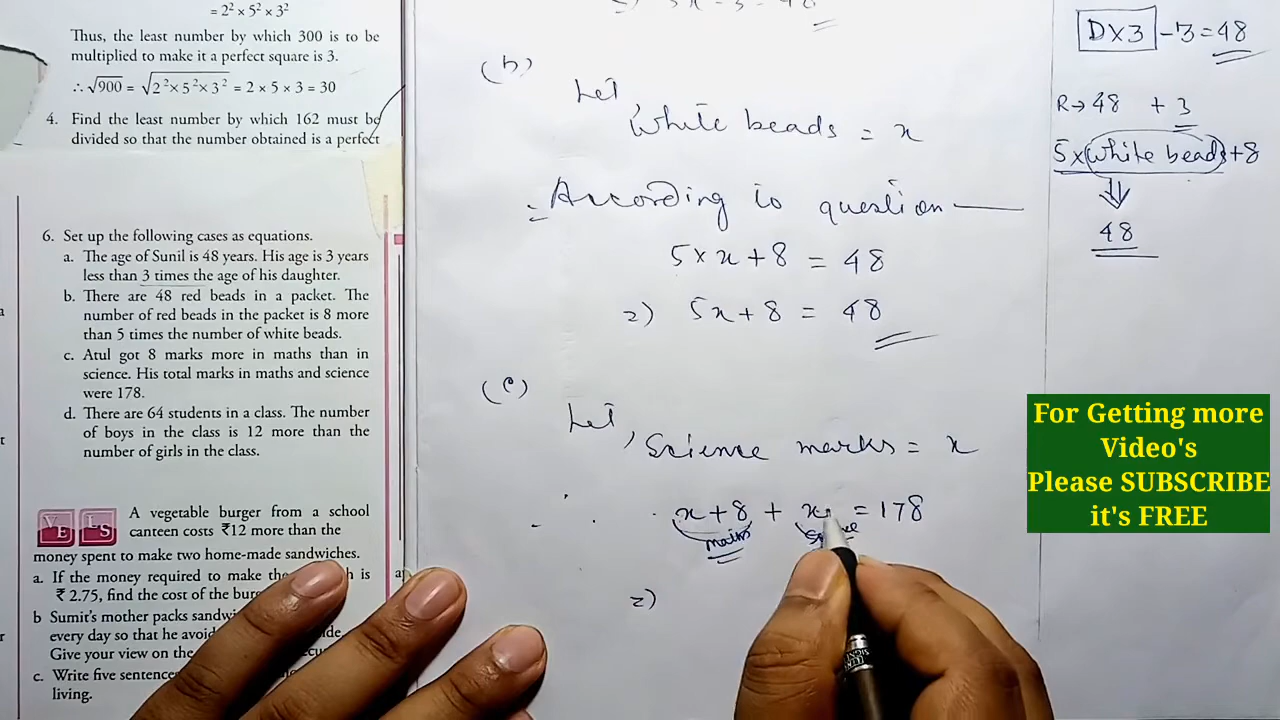 = 2² × 5² × 3²
Thus, the least number by which 300 is to be
multiplied to make it a perfect square is 3.
∴ √900 = √2² × 5² × 3² = 2 × 5 × 3 = 30
4. Find the least number by which 162 must be
divided so that the number obtained is a perfect
6. Set up the following cases as equations.
a. The age of Sunil is 48 years. His age is 3 years
less than 3 times the age of his daughter.
b. There are 48 red beads in a packet. The
number of red beads in the packet is 8 more
than 5 times the number of white beads.
c. Atul got 8 marks more in maths than in
science. His total marks in maths and science
were 178.
d. There are 64 students in a class. The number
of boys in the class is 12 more than the
number of girls in the class.
A vegetable burger from a school
canteen costs ₹12 more than the
money spent to make two home-made sandwiches.
a. If the money required to make the is
₹ 2.75, find the cost of the
b Sumit's mother packs
every day so that he
Give your view on the
c. Write five
living.
(b)
Let,
White beads = x
According to question
5 × x + 8 = 48
5x + 8 = 48
(c)
Let,
Science marks = x
x + 8 + x = 178
maths
D × 3 - 3 = 48
R → 48 + 3
5 × (White beads) + 8
48
For Getting more
Video's
Please SUBSCRIBE
it's FREE